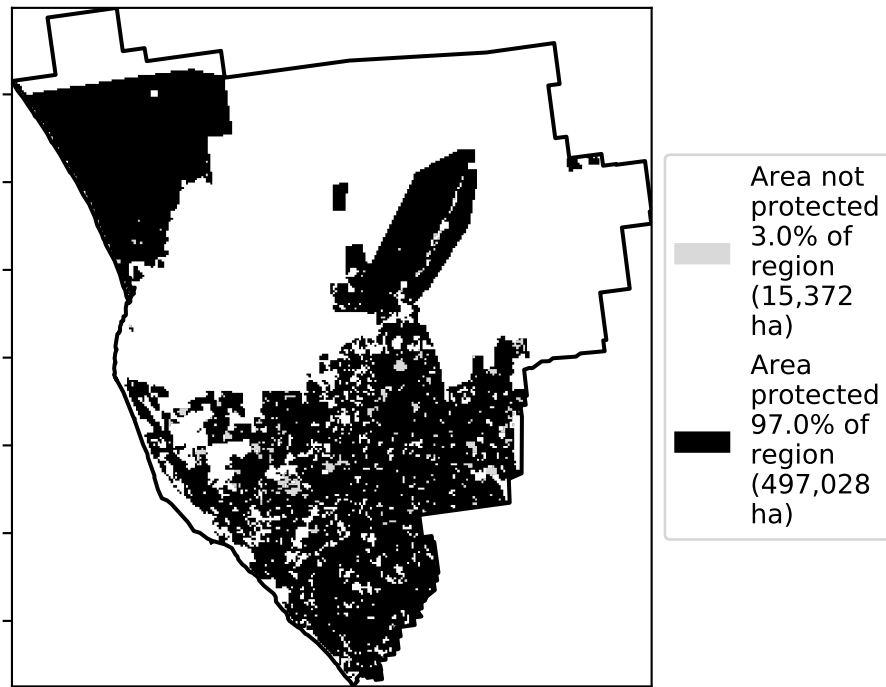 Area not
protected
3.0% of
region
(15,372
ha)
Area
protected
97.0% of
region
(497,028
ha)